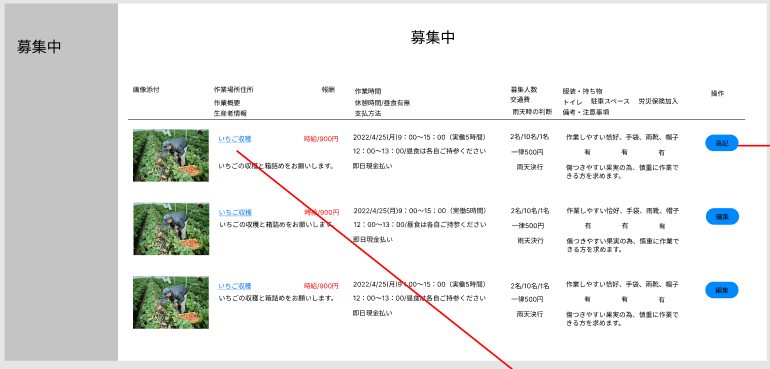 募集中
募集中
画像添付 作業場所住所 報酬 作業時間 募集人数 服装・持ち物 操作
作業概要 休憩時間/昼食有無 交通費 トイレ 駐車スペース 労災保険加入
生産者情報 支払方法 雨天時の判断 備考・注意事項
いちご収穫 時給/900円 2022/4/25(月)9：00～15：00（実働5時間） 2名/10名/1名 作業しやすい恰好、手袋、雨靴、帽子 追記
12：00～13：00/昼食は各自ご持参ください 一律500円 有 有 有
いちごの収穫と箱詰めをお願いします。 即日現金払い 雨天決行 傷つきやすい果実の為、慎重に作業で
きる方を求めます。
いちご収穫 時給/900円 2022/4/25(月)9：00～15：00（実働5時間） 2名/10名/1名 作業しやすい恰好、手袋、雨靴、帽子 編集
いちごの収穫と箱詰めをお願いします。 12：00～13：00/昼食は各自ご持参ください 一律500円 有 有 有
即日現金払い 雨天決行 傷つきやすい果実の為、慎重に作業で
きる方を求めます。
いちご収穫 時給/900円 2022/4/25(月)9：00～15：00（実働5時間） 2名/10名/1名 作業しやすい恰好、手袋、雨靴、帽子 編集
いちごの収穫と箱詰めをお願いします。 12：00～13：00/昼食は各自ご持参ください 一律500円 有 有 有
即日現金払い 雨天決行 傷つきやすい果実の為、慎重に作業で
きる方を求めます。